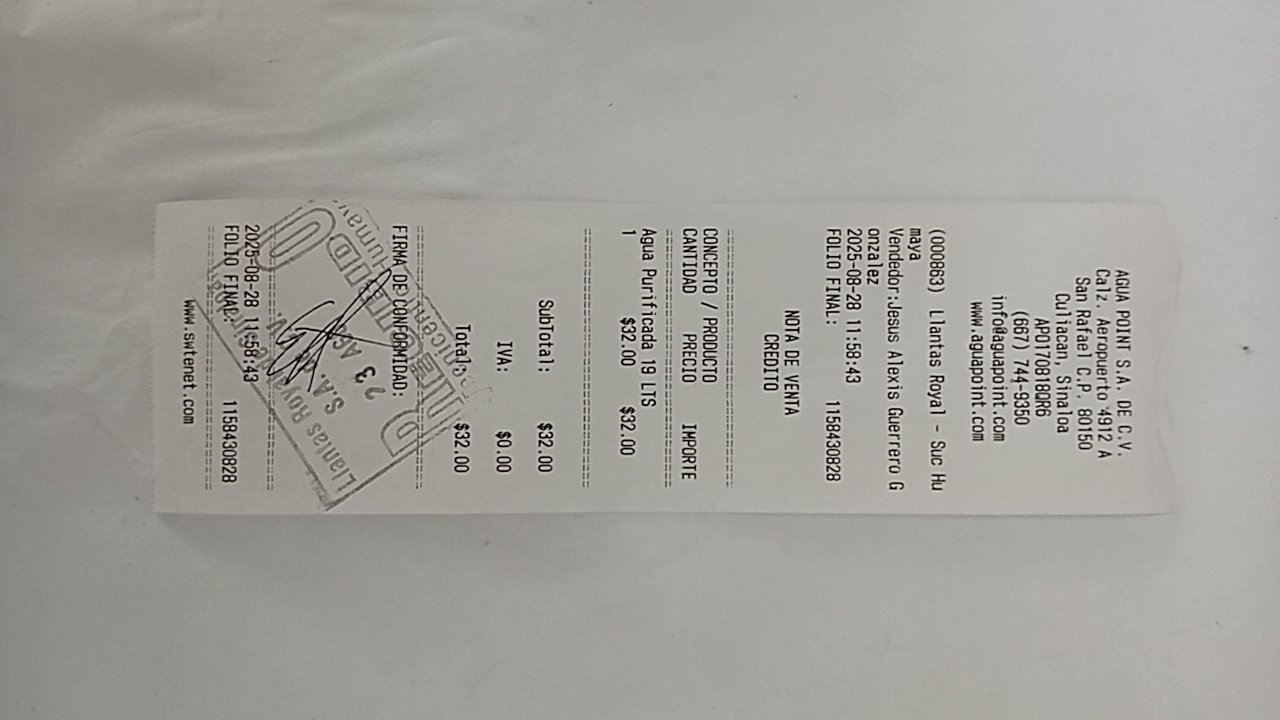 AGUA POINT S.A. DE C.V.
Calz. Aeropuerto 4912 A
San Rafael C.P. 80150
Culiacan, Sinaloa
APO170818QR6
(667) 744-9350
info@aguapoint.com
www.aguapoint.com
(000863) Llantas Royal - Suc Hu
maya
Vendedor:Jesus Alexis Guerrero G
onzalez
2025-08-28 11:58:43
FOLIO FINAL: 1158430828
NOTA DE VENTA
CREDITO
CONCEPTO / PRODUCTO
CANTIDAD PRECIO IMPORTE
Agua Purificada 19 LTS
1 $32.00 $32.00
SubTotal: $32.00
IVA: $0.00
Total: $32.00
FIRMA DE CONFORMIDAD:
Llantas Roy
S.A. V.
AG
2025-08-28 11:58:43
FOLIO FINAL: 1158430828
www.swtenet.com